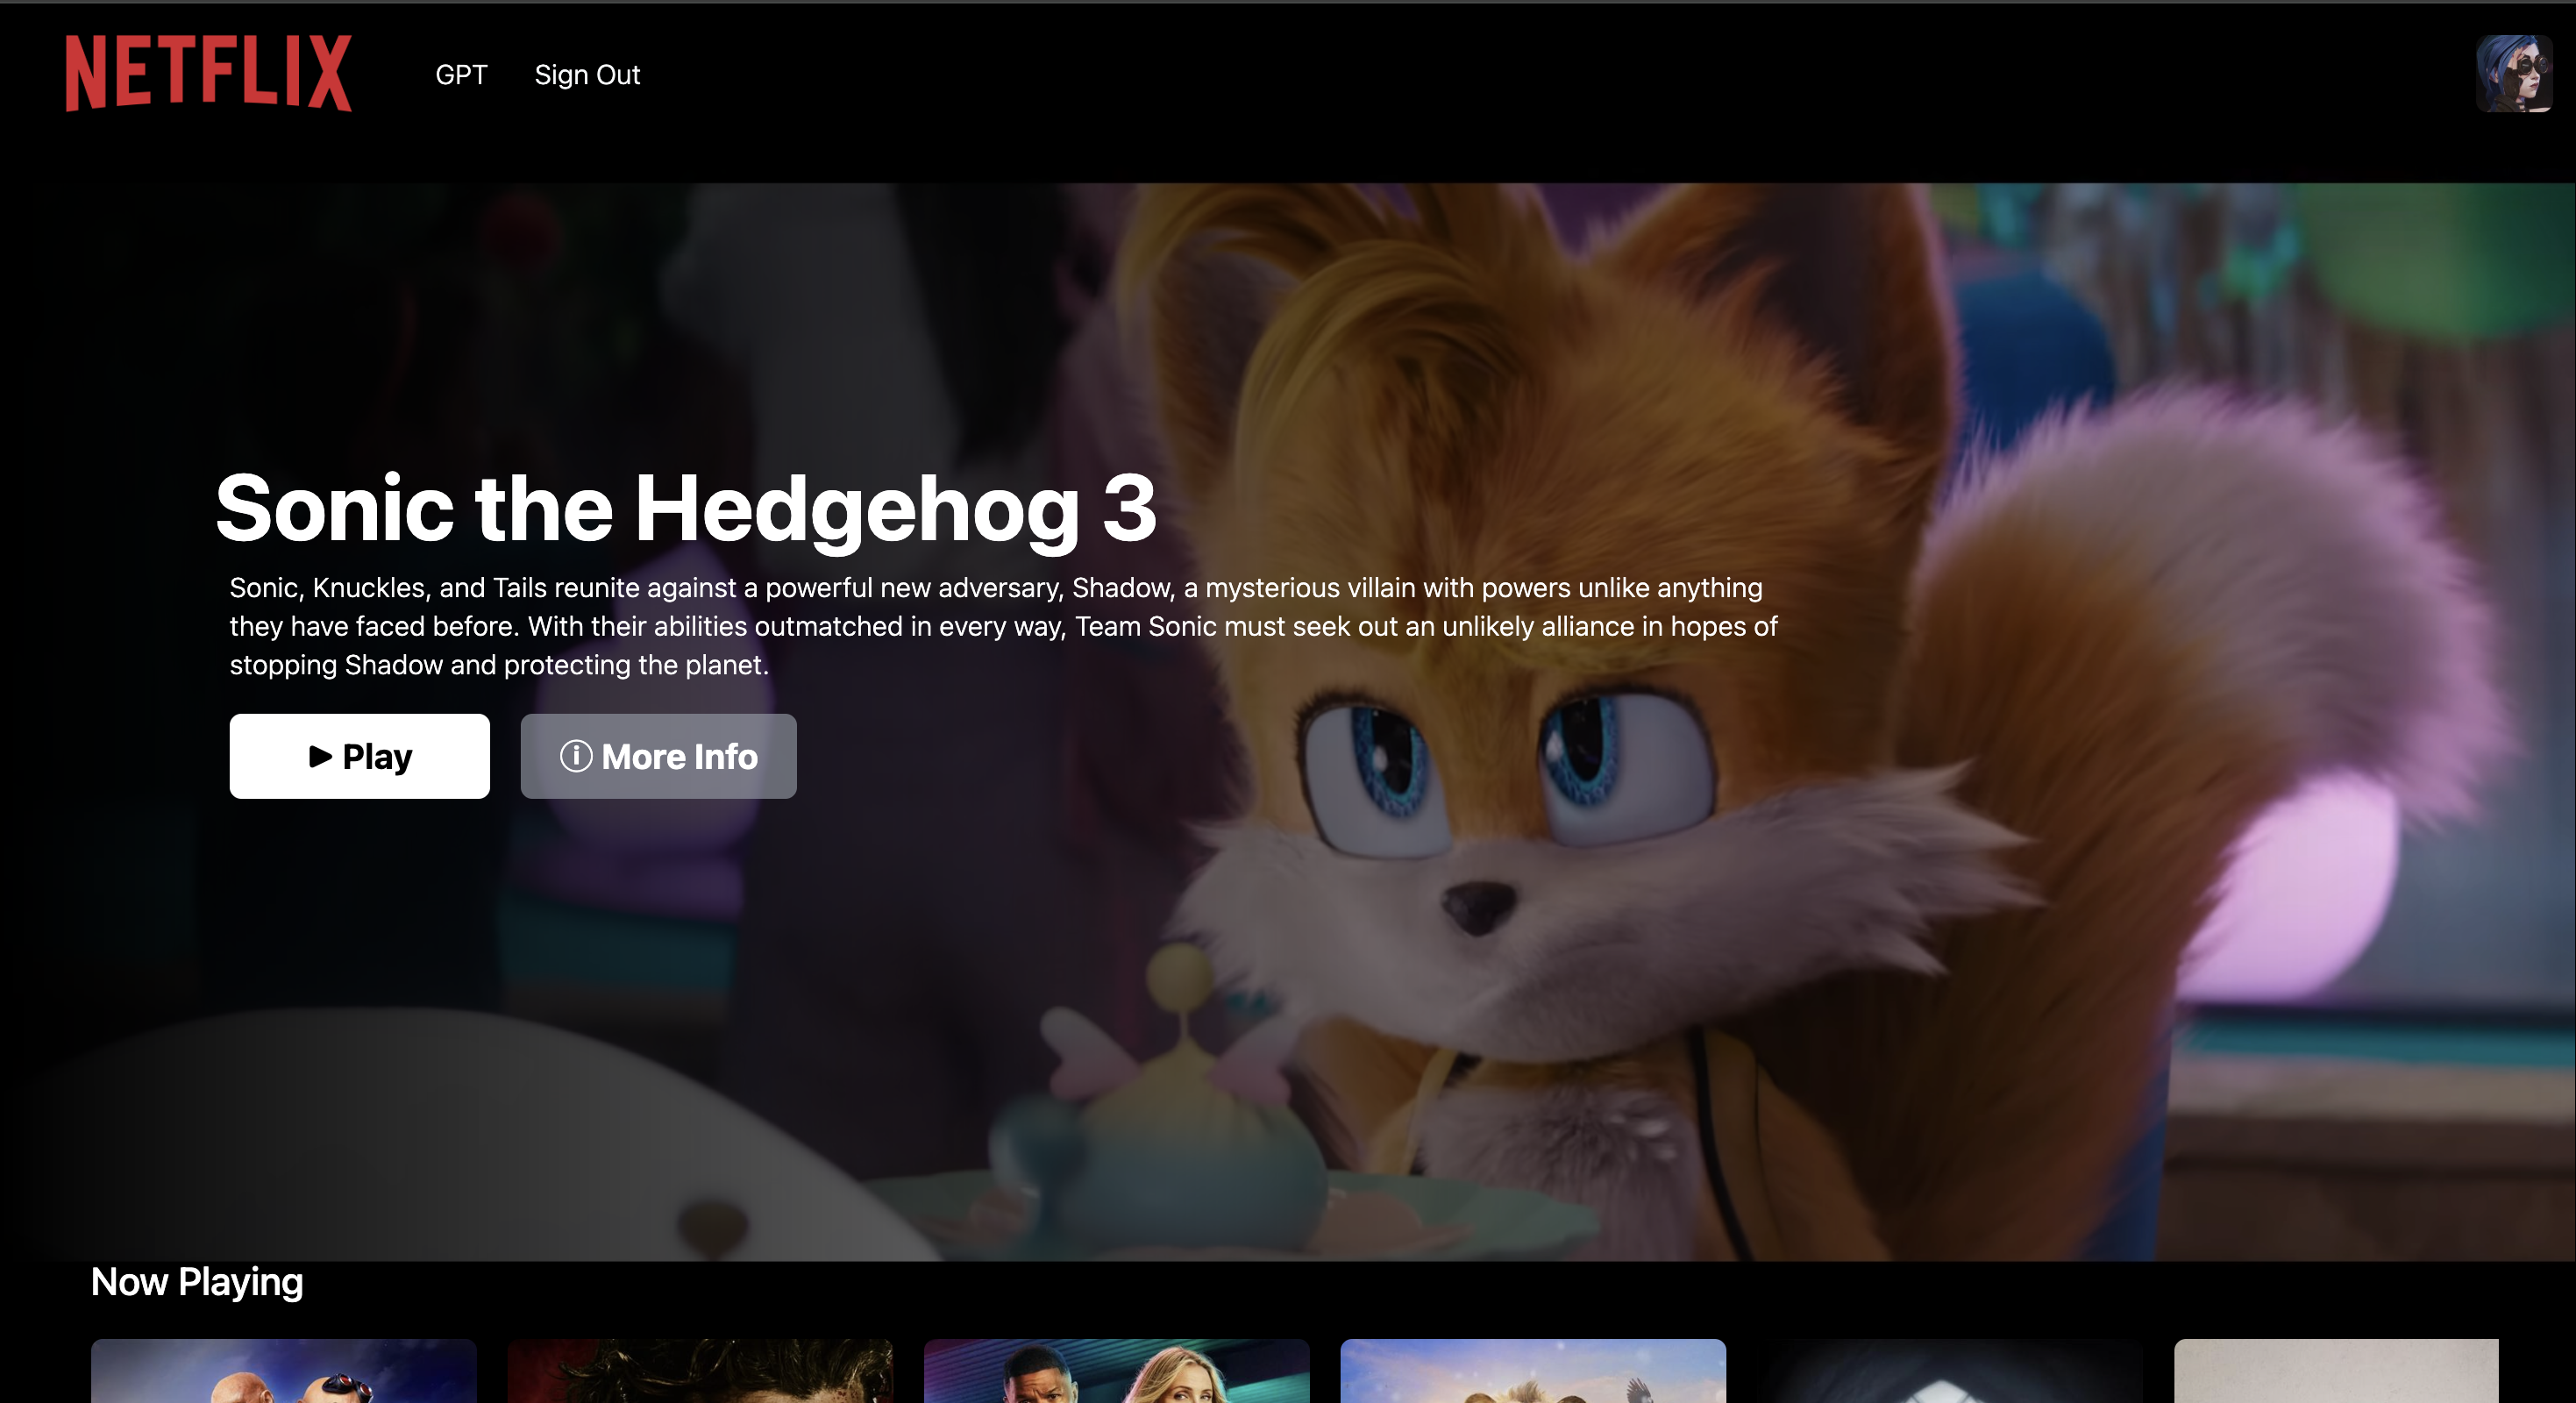 NETFLIX
GPT
Sign Out
Sonic the Hedgehog 3
Sonic, Knuckles, and Tails reunite against a powerful new adversary, Shadow, a mysterious villain with powers unlike anything
they have faced before. With their abilities outmatched in every way, Team Sonic must seek out an unlikely alliance in hopes of
stopping Shadow and protecting the planet.
Play
More Info
Now Playing